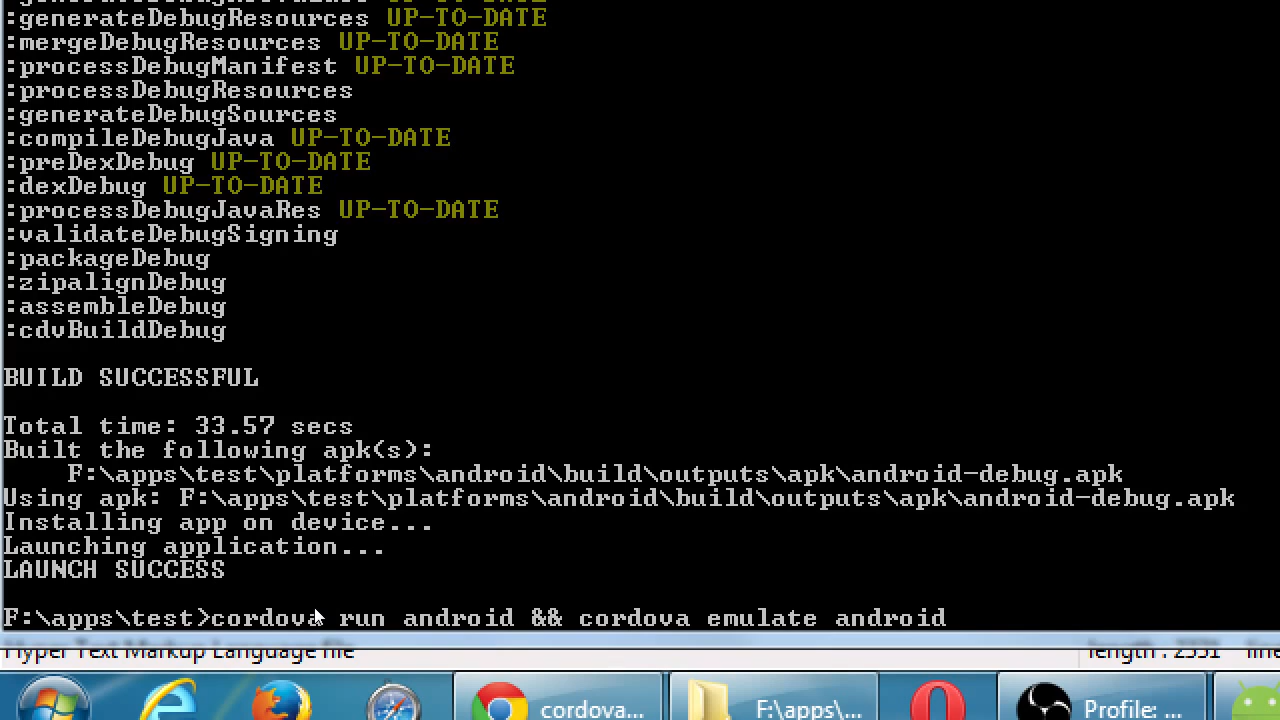 :generateDebugResources UP-TO-DATE
:mergeDebugResources UP-TO-DATE
:processDebugManifest UP-TO-DATE
:processDebugResources
:generateDebugSources
:compileDebugJava UP-TO-DATE
:preDexDebug UP-TO-DATE
:dexDebug UP-TO-DATE
:processDebugJavaRes UP-TO-DATE
:validateDebugSigning
:packageDebug
:zipalignDebug
:assembleDebug
:cdvBuildDebug
BUILD SUCCESSFUL
Total time: 33.57 secs
Built the following apk(s):
F:\apps\test\platforms\android\build\outputs\apk\android-debug.apk
Using apk: F:\apps\test\platforms\android\build\outputs\apk\android-debug.apk
Installing app on device...
Launching application...
LAUNCH SUCCESS
F:\apps\test>cordova run android && cordova emulate android
Hyper Text Markup Language file length : 2331
cordova... F:\apps\... Profile: ...